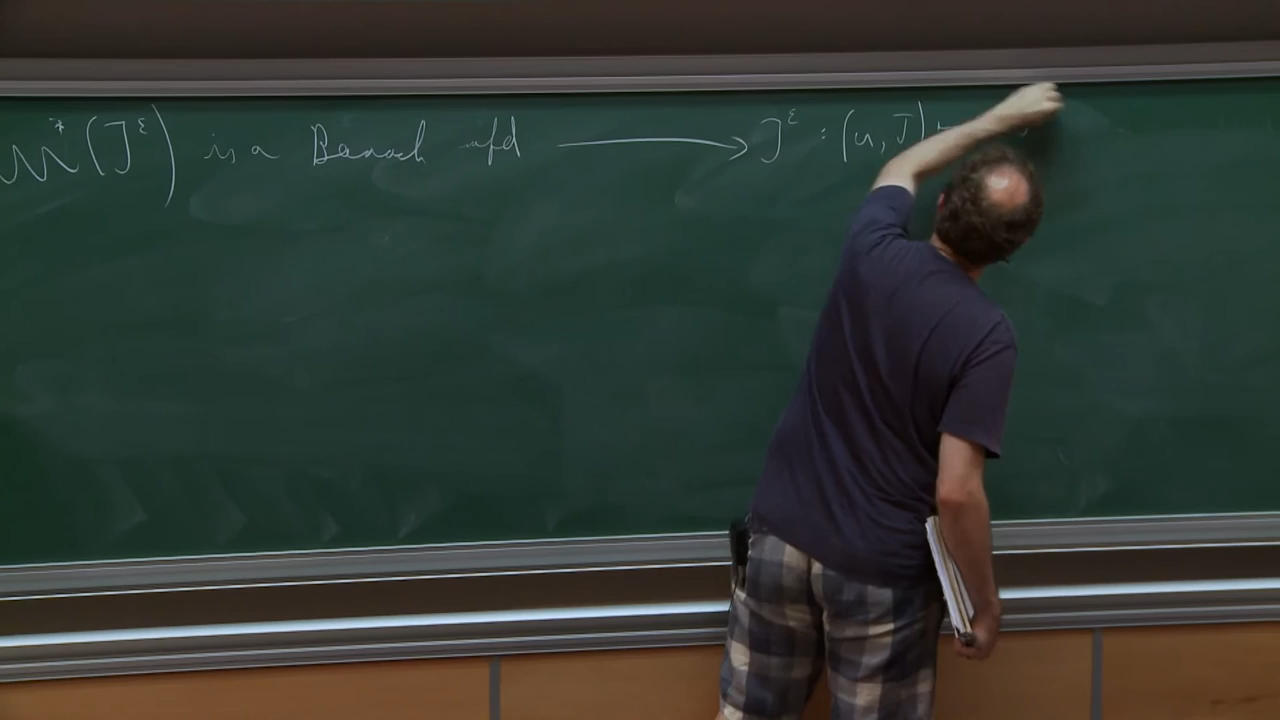 M*(J^ε) is a Banach mfd ⟶ J^ε : (u, J) ↦